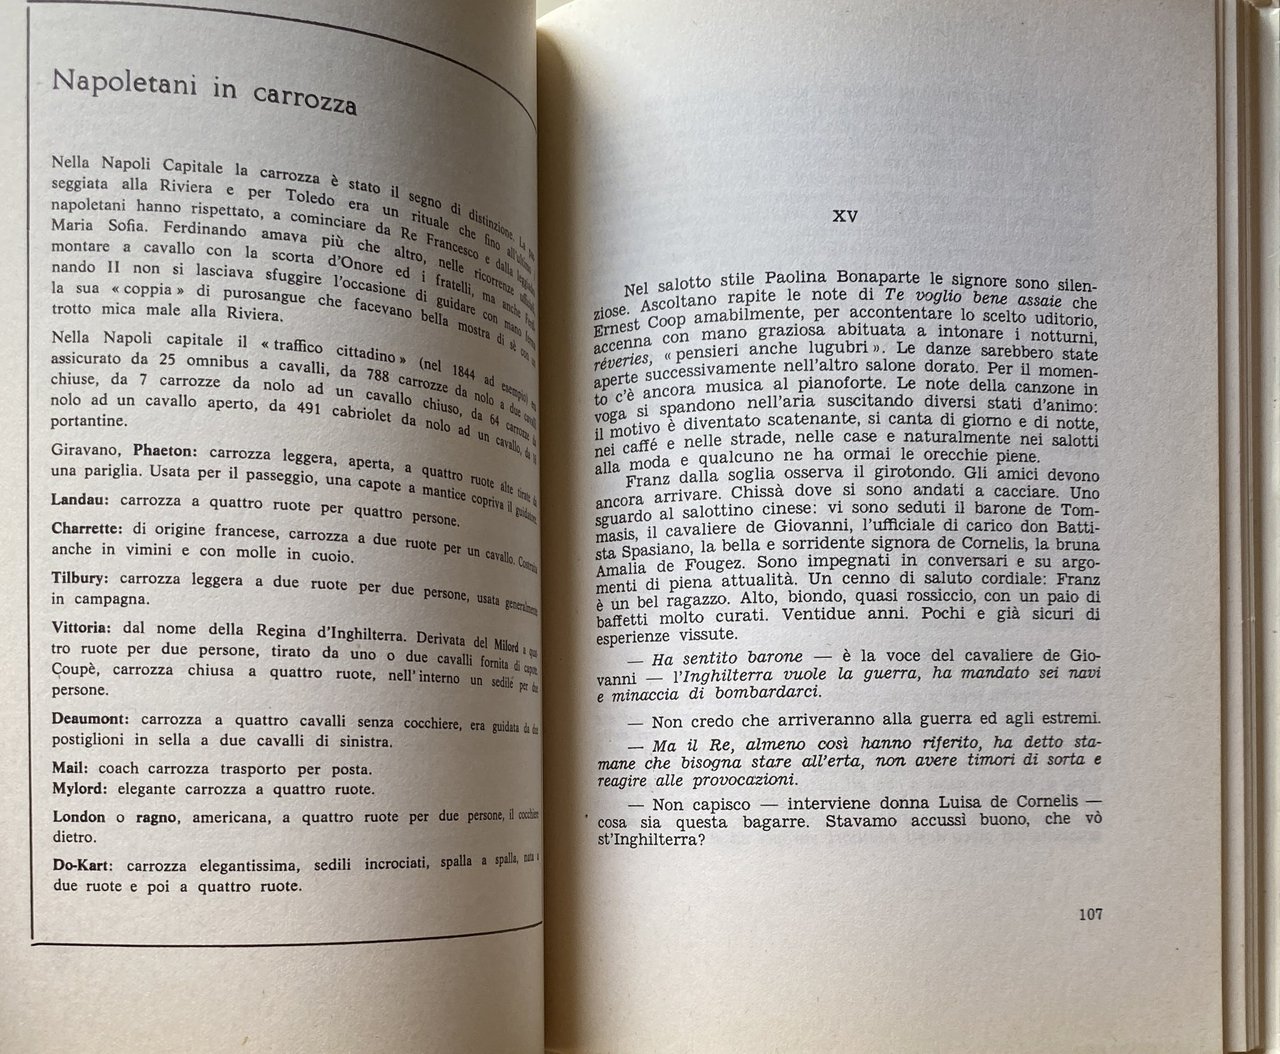 Napoletani in carrozza
Nella Napoli Capitale la carrozza è stato il segno di distinzione. La
seggiata alla Riviera e per Toledo era un rituale che fino all'ultimo i
napoletani hanno rispettato, a cominciare da Re Francesco e dalla leggiadra
Maria Sofia. Ferdinando amava più che altro, nelle ricorrenze ufficiali,
montare a cavallo con la scorta d'Onore ed i fratelli, ma anche Ferdi-
nando II non si lasciava sfuggire l'occasione di guidare con mano ferma
la sua « coppia » di purosangue che facevano bella mostra di sè con un
trotto mica male alla Riviera.
Nella Napoli capitale il « traffico cittadino » (nel 1844 ad esempio) era
assicurato da 25 omnibus a cavalli, da 788 carrozze da nolo a due cavalli
chiuse, da 7 carrozze da nolo ad un cavallo chiuso, da 64 carrozze da
nolo ad un cavallo aperto, da 491 cabriolet da nolo ad un cavallo, da
portantine.
Giravano, Phaeton: carrozza leggera, aperta, a quattro ruote alte tirate da
una pariglia. Usata per il passeggio, una capote a mantice copriva il guidatore.
Landau: carrozza a quattro ruote per quattro persone.
Charrette: di origine francese, carrozza a due ruote per un cavallo. Costruita
anche in vimini e con molle in cuoio.
Tilbury: carrozza leggera a due ruote per due persone, usata generalmente
in campagna.
Vittoria: dal nome della Regina d'Inghilterra. Derivata del Milord a quat-
tro ruote per due persone, tirato da uno o due cavalli fornita di capote.
Coupè, carrozza chiusa a quattro ruote, nell'interno un sedile per due
persone.
Deaumont: carrozza a quattro cavalli senza cocchiere, era guidata da due
postiglioni in sella a due cavalli di sinistra.
Mail: coach carrozza trasporto per posta.
Mylord: elegante carrozza a quattro ruote.
London o ragno, americana, a quattro ruote per due persone, il cocchiere
dietro.
Do-Kart: carrozza elegantissima, sedili incrociati, spalla a spalla, nata a
due ruote e poi a quattro ruote.
XV
Nel salotto stile Paolina Bonaparte le signore sono silen-
ziose. Ascoltano rapite le note di Te voglio bene assaie che
Ernest Coop amabilmente, per accontentare lo scelto uditorio,
accenna con mano graziosa abituata a intonare i notturni,
rêveries, « pensieri anche lugubri ». Le danze sarebbero state
aperte successivamente nell'altro salone dorato. Per il momen-
to c'è ancora musica al pianoforte. Le note della canzone in
voga si spandono nell'aria suscitando diversi stati d'animo:
il motivo è diventato scatenante, si canta di giorno e di notte,
nei caffé e nelle strade, nelle case e naturalmente nei salotti
alla moda e qualcuno ne ha ormai le orecchie piene.
Franz dalla soglia osserva il girotondo. Gli amici devono
ancora arrivare. Chissà dove si sono andati a cacciare. Uno
sguardo al salottino cinese: vi sono seduti il barone de Tom-
masis, il cavaliere de Giovanni, l'ufficiale di carico don Batti-
sta Spasiano, la bella e sorridente signora de Cornelis, la bruna
Amalia de Fougez. Sono impegnati in conversari e su argo-
menti di piena attualità. Un cenno di saluto cordiale: Franz
è un bel ragazzo. Alto, biondo, quasi rossiccio, con un paio di
baffetti molto curati. Ventidue anni. Pochi e già sicuri di
esperienze vissute.
— Ha sentito barone — è la voce del cavaliere de Gio-
vanni — l'Inghilterra vuole la guerra, ha mandato sei navi
e minaccia di bombardarci.
— Non credo che arriveranno alla guerra ed agli estremi.
— Ma il Re, almeno così hanno riferito, ha detto sta-
mane che bisogna stare all'erta, non avere timori di sorta e
reagire alle provocazioni.
— Non capisco — interviene donna Luisa de Cornelis —
cosa sia questa bagarre. Stavamo accussì buono, che vò
st'Inghilterra?
107